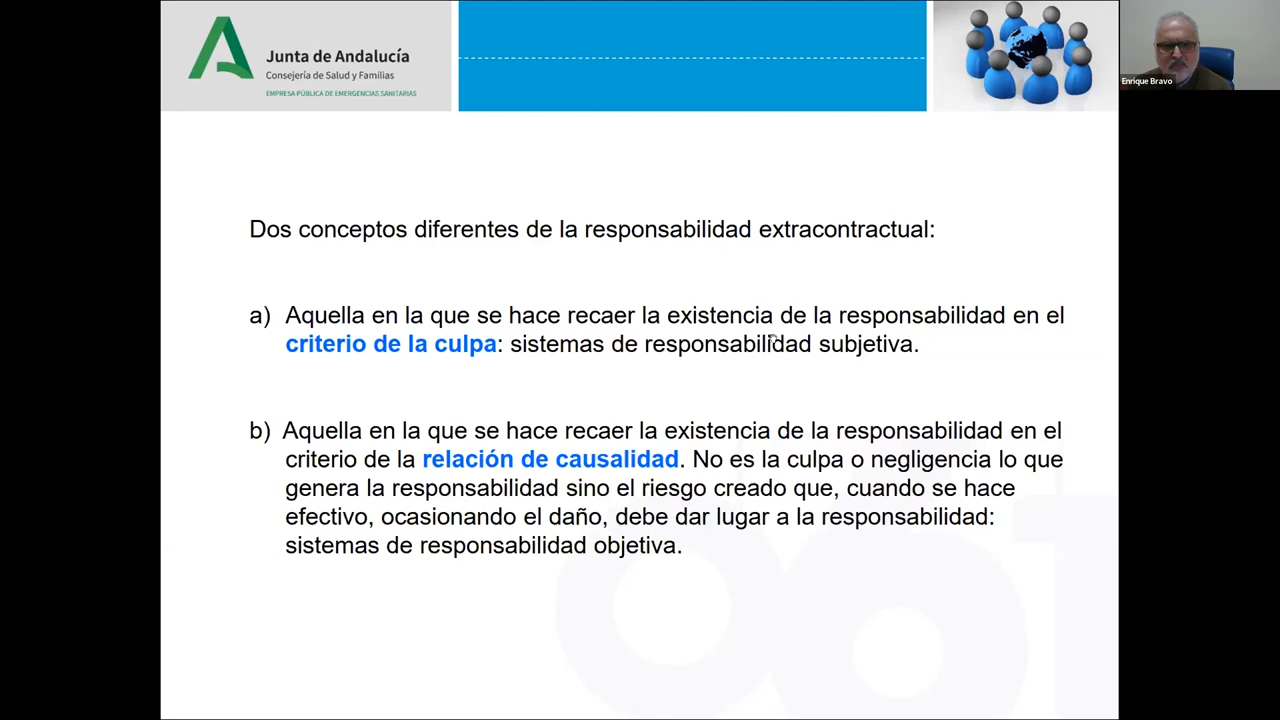 Junta de Andalucía
Consejería de Salud y Familias
EMPRESA PÚBLICA DE EMERGENCIAS SANITARIAS
Enrique Bravo
Dos conceptos diferentes de la responsabilidad extracontractual:
a) Aquella en la que se hace recaer la existencia de la responsabilidad en el
criterio de la culpa: sistemas de responsabilidad subjetiva.
b) Aquella en la que se hace recaer la existencia de la responsabilidad en el
criterio de la relación de causalidad. No es la culpa o negligencia lo que
genera la responsabilidad sino el riesgo creado que, cuando se hace
efectivo, ocasionando el daño, debe dar lugar a la responsabilidad:
sistemas de responsabilidad objetiva.